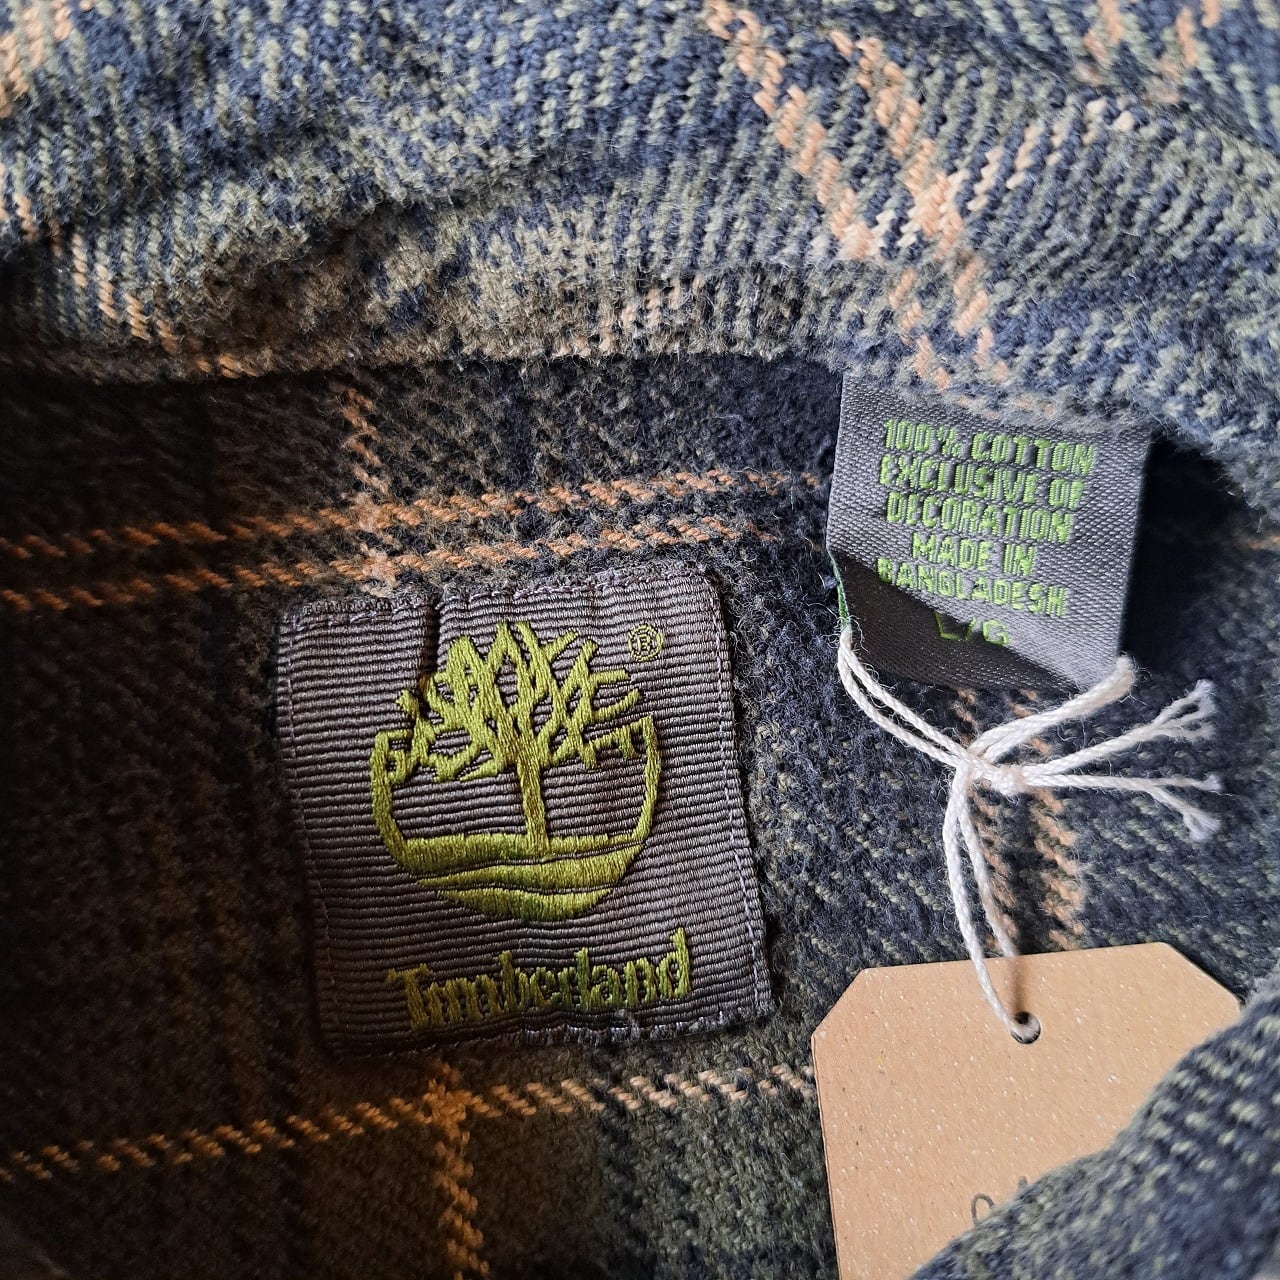 100% COTTON
EXCLUSIVE OF
DECORATION
MADE IN
BANGLADESH
L/G
®
Timberland